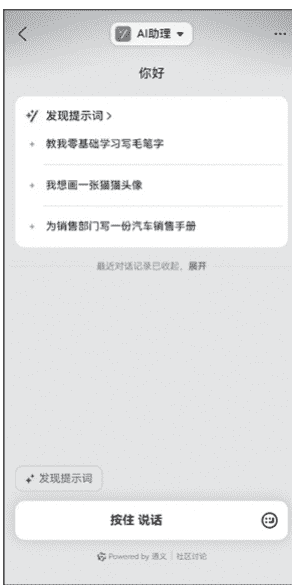 AI助理
你好
发现提示词
教我零基础学习写毛笔字
我想画一张猫猫头像
为销售部门写一份汽车销售手册
最近对话记录已收起，展开
发现提示词
按住 说话
Powered by 通义 | 社区讨论